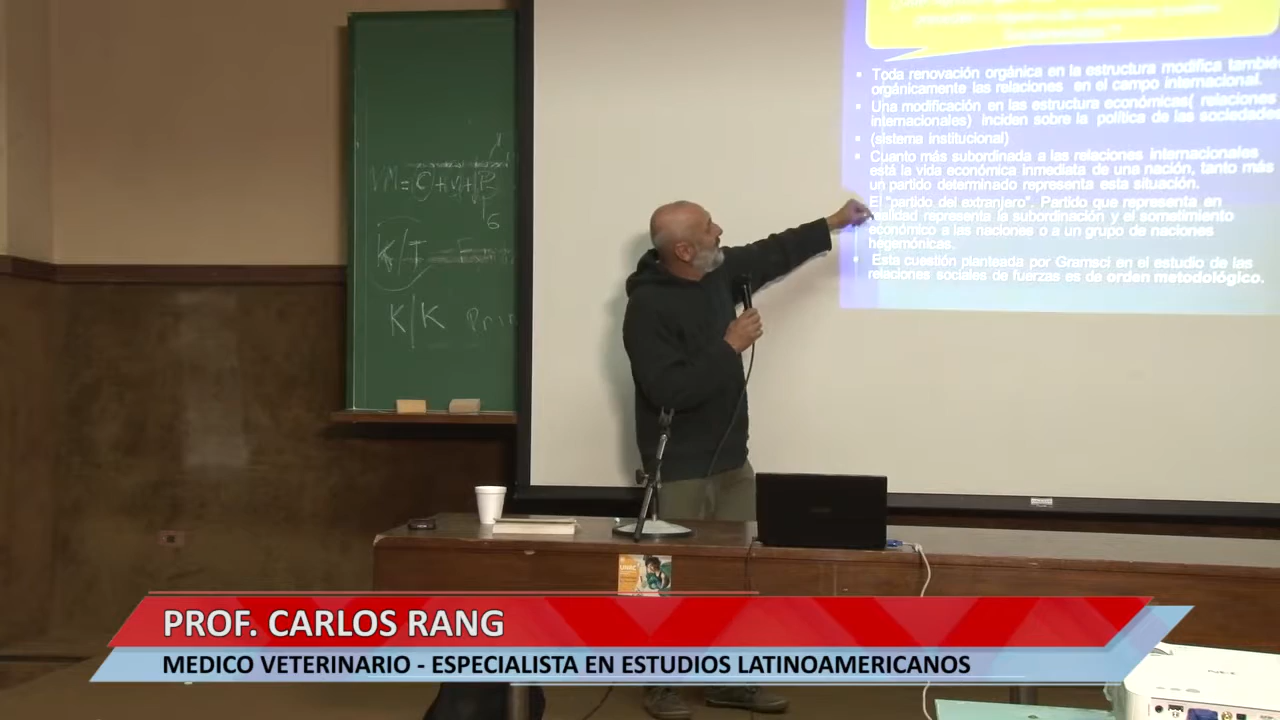 Toda renovación orgánica en la estructura modifica también
orgánicamente las relaciones en el campo internacional.
Una modificación en las estructura económicas( relaciones
internacionales) inciden sobre la política de las sociedades
(sistema institucional)
Cuanto más subordinada a las relaciones internacionales
está la vida económica inmediata de una nación, tanto más
un partido determinado representa esta situación.
El "partido del extranjero". Partido que representa en
realidad representa la subordinación y el sometimiento
económico a las naciones o a un grupo de naciones
hegemónicas.
Esta cuestión planteada por Gramsci en el estudio de las
relaciones sociales de fuerzas es de orden metodológico.
K/K
PROF. CARLOS RANG
MEDICO VETERINARIO - ESPECIALISTA EN ESTUDIOS LATINOAMERICANOS
NEC